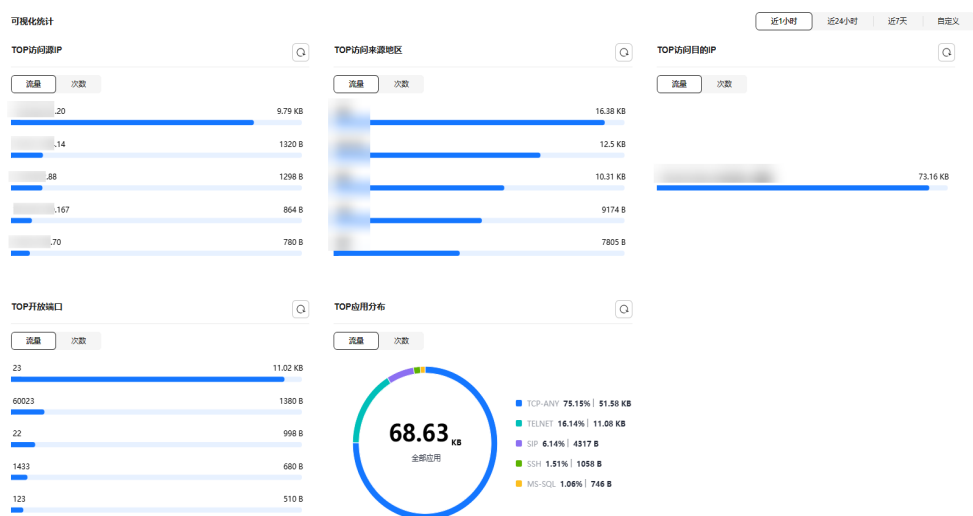 可视化统计
近1小时 近24小时 近7天 自定义
TOP访问源IP
流量 次数
.20 9.79 KB
.14 1320 B
.88 1298 B
.167 864 B
.70 780 B
TOP访问来源地区
流量 次数
16.38 KB
12.5 KB
10.31 KB
9174 B
7805 B
TOP访问目的IP
流量 次数
73.16 KB
TOP开放端口
流量 次数
23 11.02 KB
60023 1380 B
22 998 B
1433 680 B
123 510 B
TOP应用分布
流量 次数
68.63 KB
全部应用
TCP-ANY 75.15% | 51.58 KB
TELNET 16.14% | 11.08 KB
SIP 6.14% | 4317 B
SSH 1.51% | 1058 B
MS-SQL 1.06% | 746 B